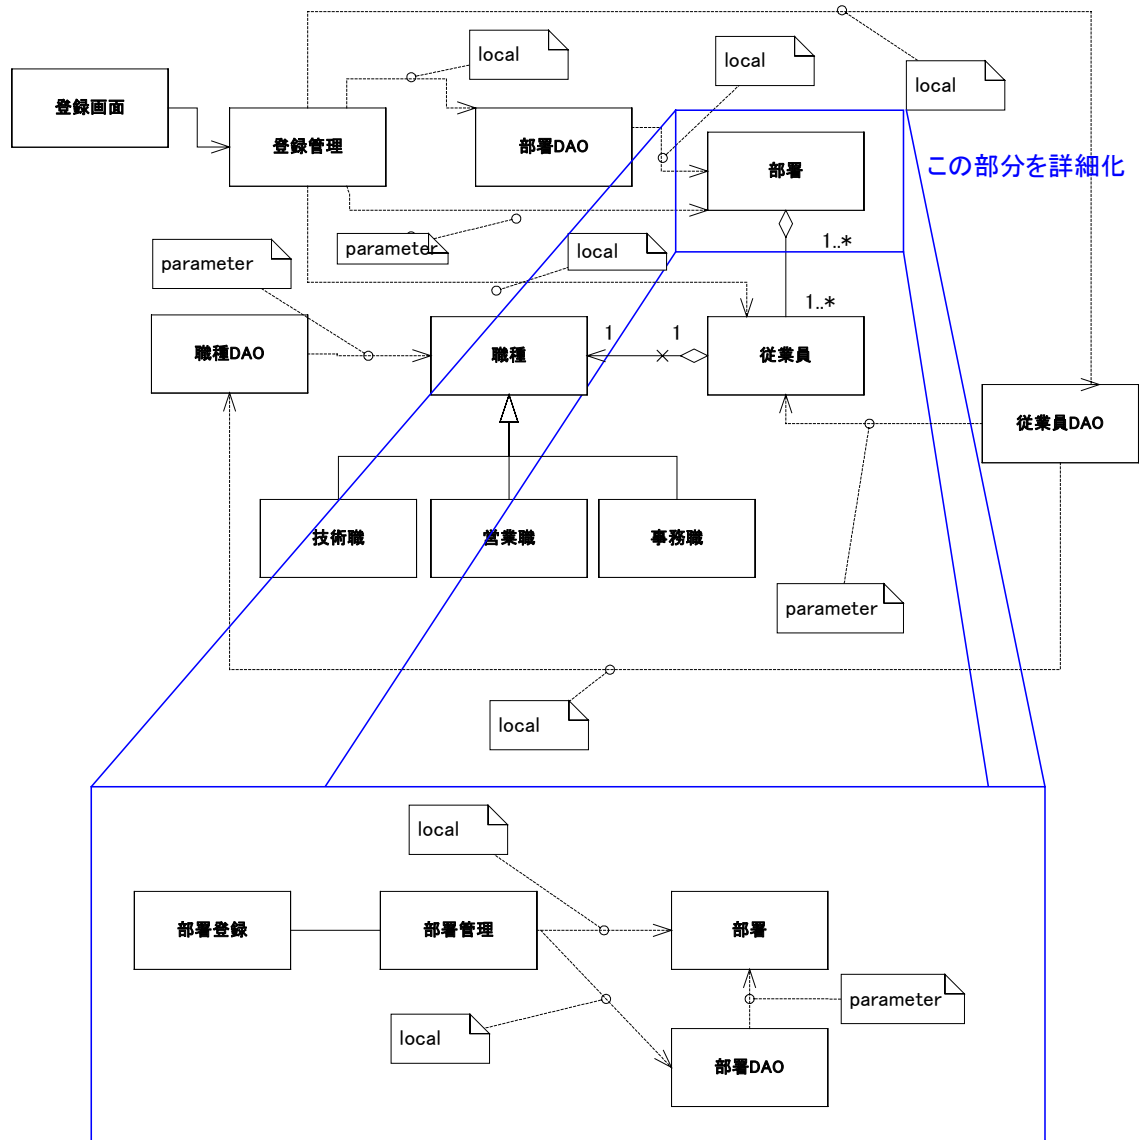 local
local
local
登録画面
登録管理
部署DAO
部署
この部分を詳細化
parameter
local
1..*
parameter
1..*
1
1
職種DAO
職種
従業員
従業員DAO
技術職
営業職
事務職
parameter
local
local
部署登録
部署管理
部署
parameter
local
部署DAO